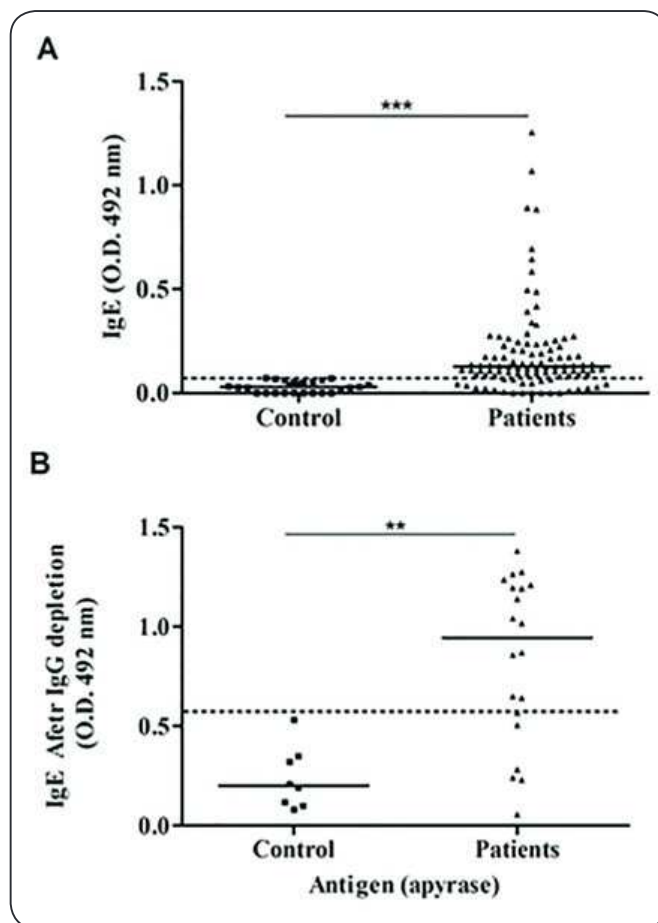 A
1.5
***
1.0
IgE (O.D. 492 nm)
0.5
0.0
Control Patients
B
1.5
**
1.0
IgE Afetr IgG depletion
(O.D. 492 nm)
0.5
0.0
Control Patients
Antigen (apyrase)